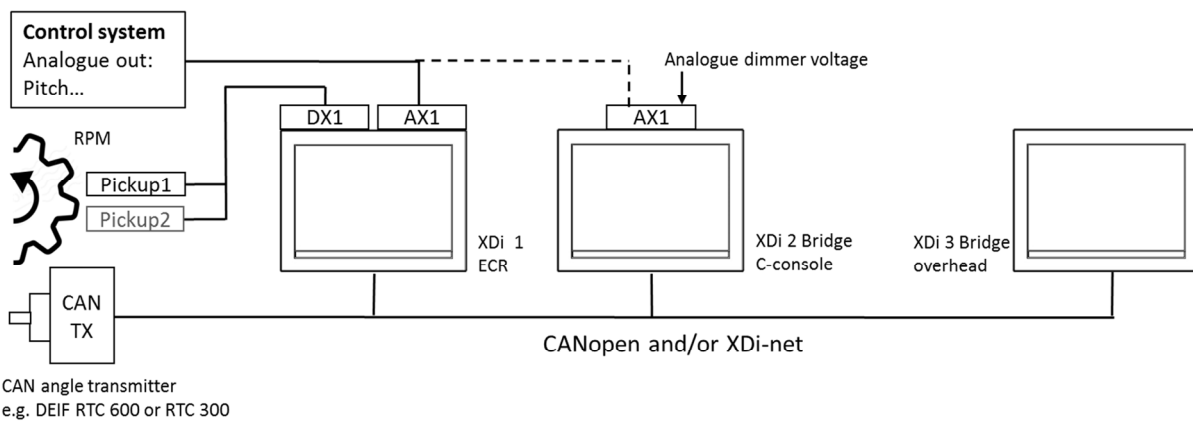 Control system
Analogue out:
Pitch...
Analogue dimmer voltage
DX1
AX1
AX1
RPM
Pickup1
Pickup2
XDi 1
ECR
XDi 2 Bridge
C-console
XDi 3 Bridge
overhead
CAN
TX
CANopen and/or XDi-net
CAN angle transmitter
e.g. DEIF RTC 600 or RTC 300